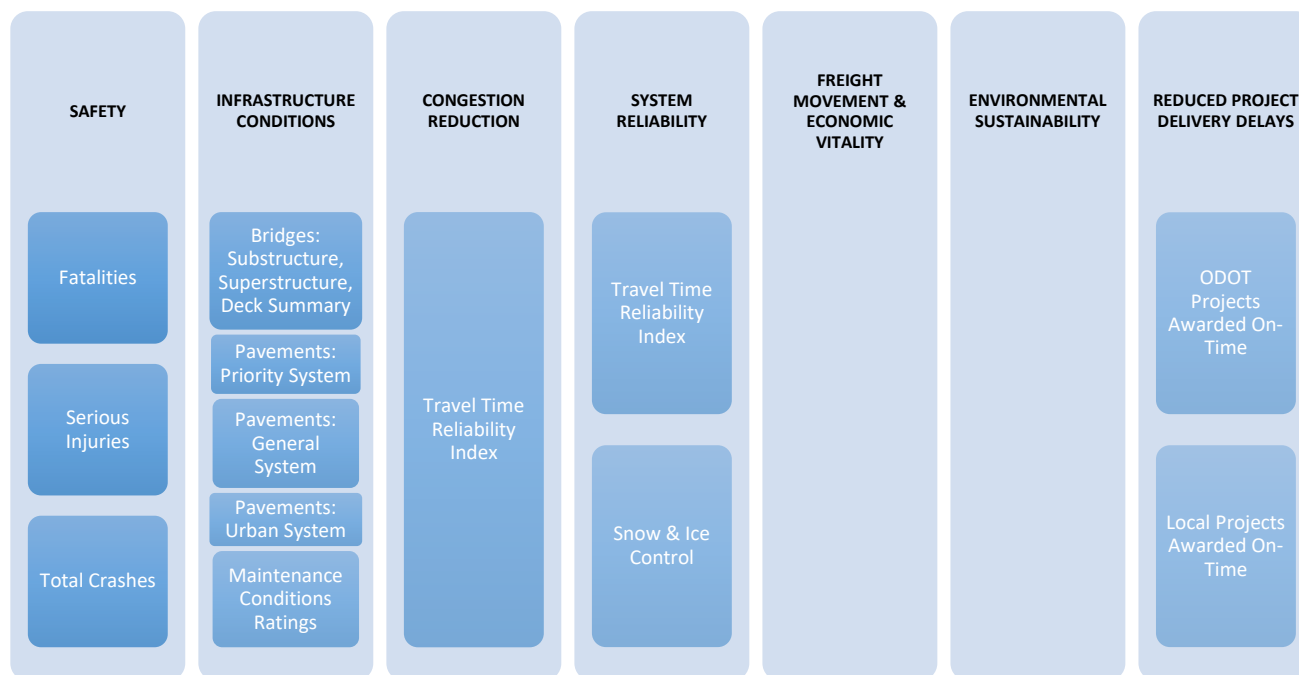 SAFETY
Fatalities
Serious
Injuries
Total Crashes
INFRASTRUCTURE
CONDITIONS
Bridges:
Substructure,
Superstructure,
Deck Summary
Pavements:
Priority System
Pavements:
General
System
Pavements:
Urban System
Maintenance
Conditions
Ratings
CONGESTION
REDUCTION
Travel Time
Reliability
Index
SYSTEM
RELIABILITY
Travel Time
Reliability
Index
Snow & Ice
Control
FREIGHT
MOVEMENT &
ECONOMIC
VITALITY
ENVIRONMENTAL
SUSTAINABILITY
REDUCED PROJECT
DELIVERY DELAYS
ODOT
Projects
Awarded On-
Time
Local Projects
Awarded On-
Time